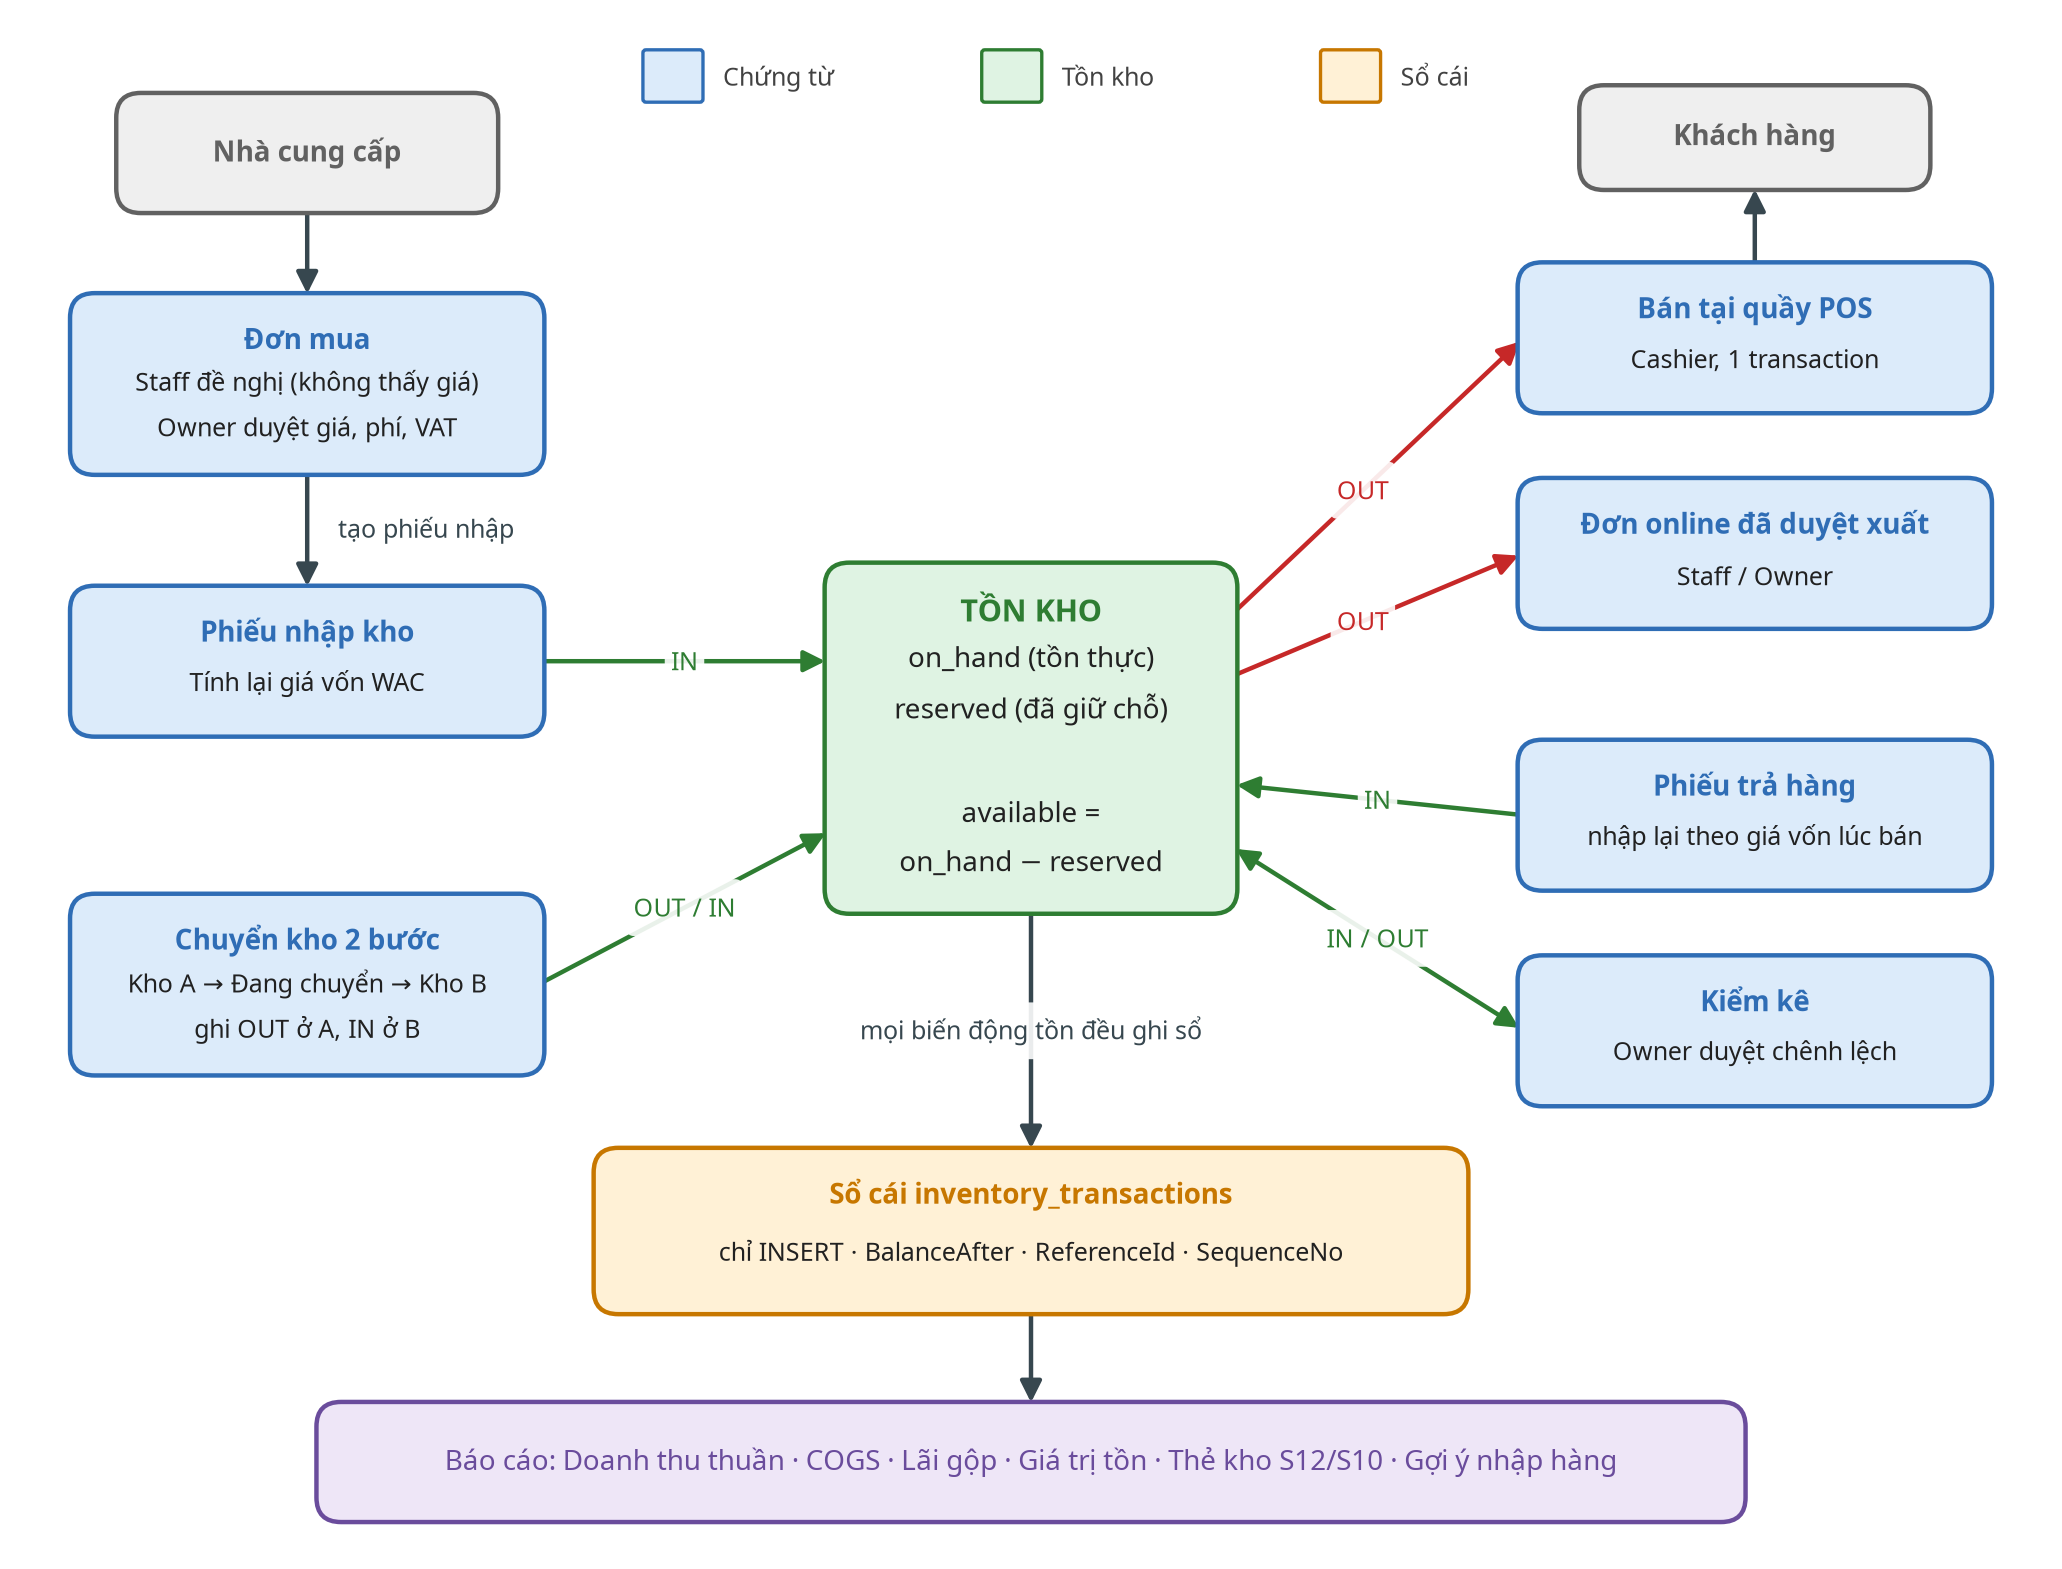 Chứng từ
Tồn kho
Sổ cái
Nhà cung cấp
Khách hàng
Đơn mua
Staff đề nghị (không thấy giá)
Owner duyệt giá, phí, VAT
tạo phiếu nhập
Phiếu nhập kho
Tính lại giá vốn WAC
IN
Chuyển kho 2 bước
Kho A → Đang chuyển → Kho B
ghi OUT ở A, IN ở B
OUT / IN
TỒN KHO
on_hand (tồn thực)
reserved (đã giữ chỗ)
available =
on_hand − reserved
OUT
Bán tại quầy POS
Cashier, 1 transaction
OUT
Đơn online đã duyệt xuất
Staff / Owner
IN
Phiếu trả hàng
nhập lại theo giá vốn lúc bán
IN / OUT
Kiểm kê
Owner duyệt chênh lệch
mọi biến động tồn đều ghi sổ
Sổ cái inventory_transactions
chỉ INSERT · BalanceAfter · ReferenceId · SequenceNo
Báo cáo: Doanh thu thuần · COGS · Lãi gộp · Giá trị tồn · Thẻ kho S12/S10 · Gợi ý nhập hàng